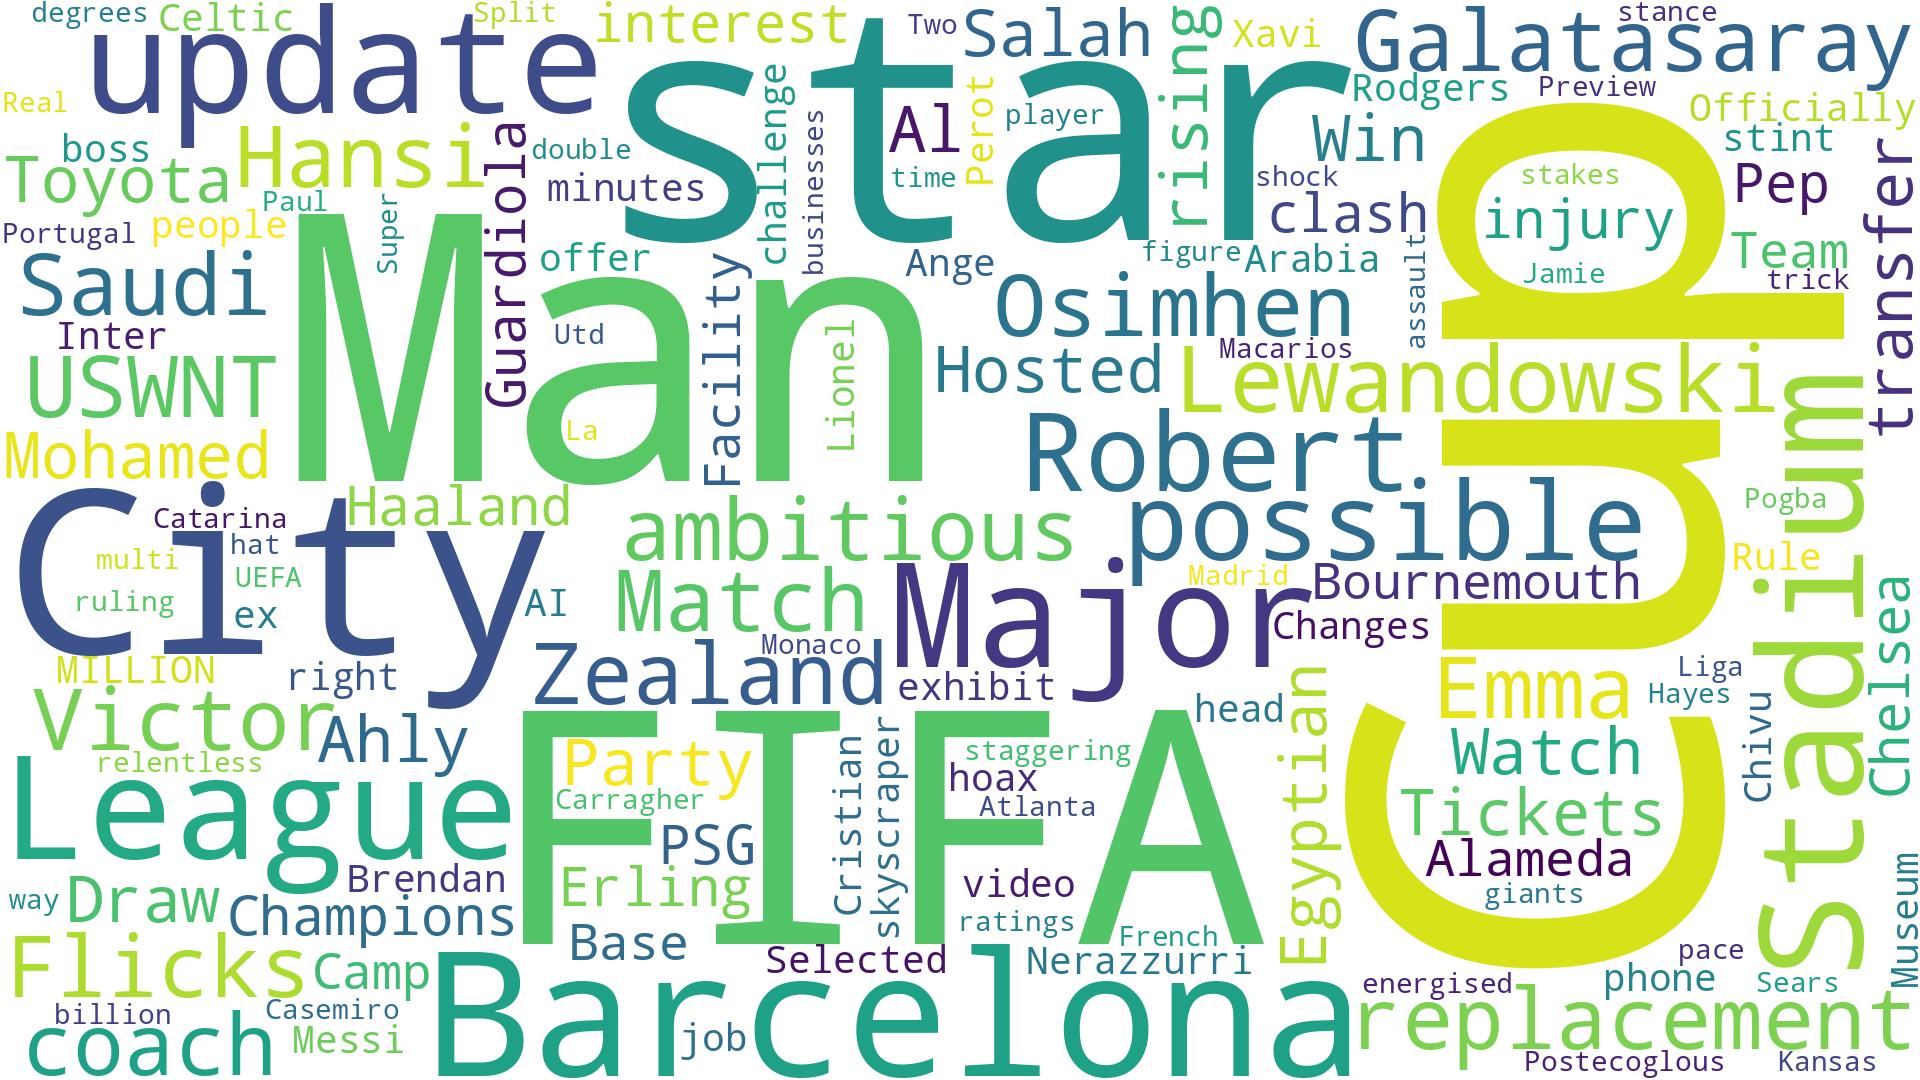 degrees
Celtic
Split
interest
Two
Salah
rising
Xavi
stance
Galatasaray
update
star
Real
challenge
Perot
player
Rodgers
Preview
Officially
boss
Hansi
Guardiola
double
businesses
Al
Win
stint
Toyota
minutes
time
shock
stakes
Pep
transfer
Portugal
people
Paul
Super
Man
offer
clash
injury
Cup
Saudi
Facility
Ange
figure
Arabia
assault
Jamie
Team
trick
Inter
Utd
Lionel
Osimhen
Macarios
USWNT
Hosted
Lewandowski
Mohamed
La
Robert
Stadium
City
Catarina
Haaland
ambitious
possible
Pogba
multi
hat
UEFA
Match
Major
Madrid
Bournemouth
Rule
ruling
ex
AI
Changes
Chelsea
MILLION
right
Zealand
Monaco
exhibit
Egyptian
Emma
Liga
Hayes
Victor
Ahly
head
Chivu
relentless
FIFA
Party
Cristian
skyscraper
staggering
hoax
Watch
League
Carragher
Atlanta
Tickets
PSG
Alameda
way
Draw
Brendan
Erling
video
giants
Museum
Champions
Base
ratings
French
Flicks
Camp
Selected
Nerazzurri
pace
energised
phone
Sears
billion
Casemiro
Barcelona
replacement
coach
Messi
job
Postecoglous
Kansas